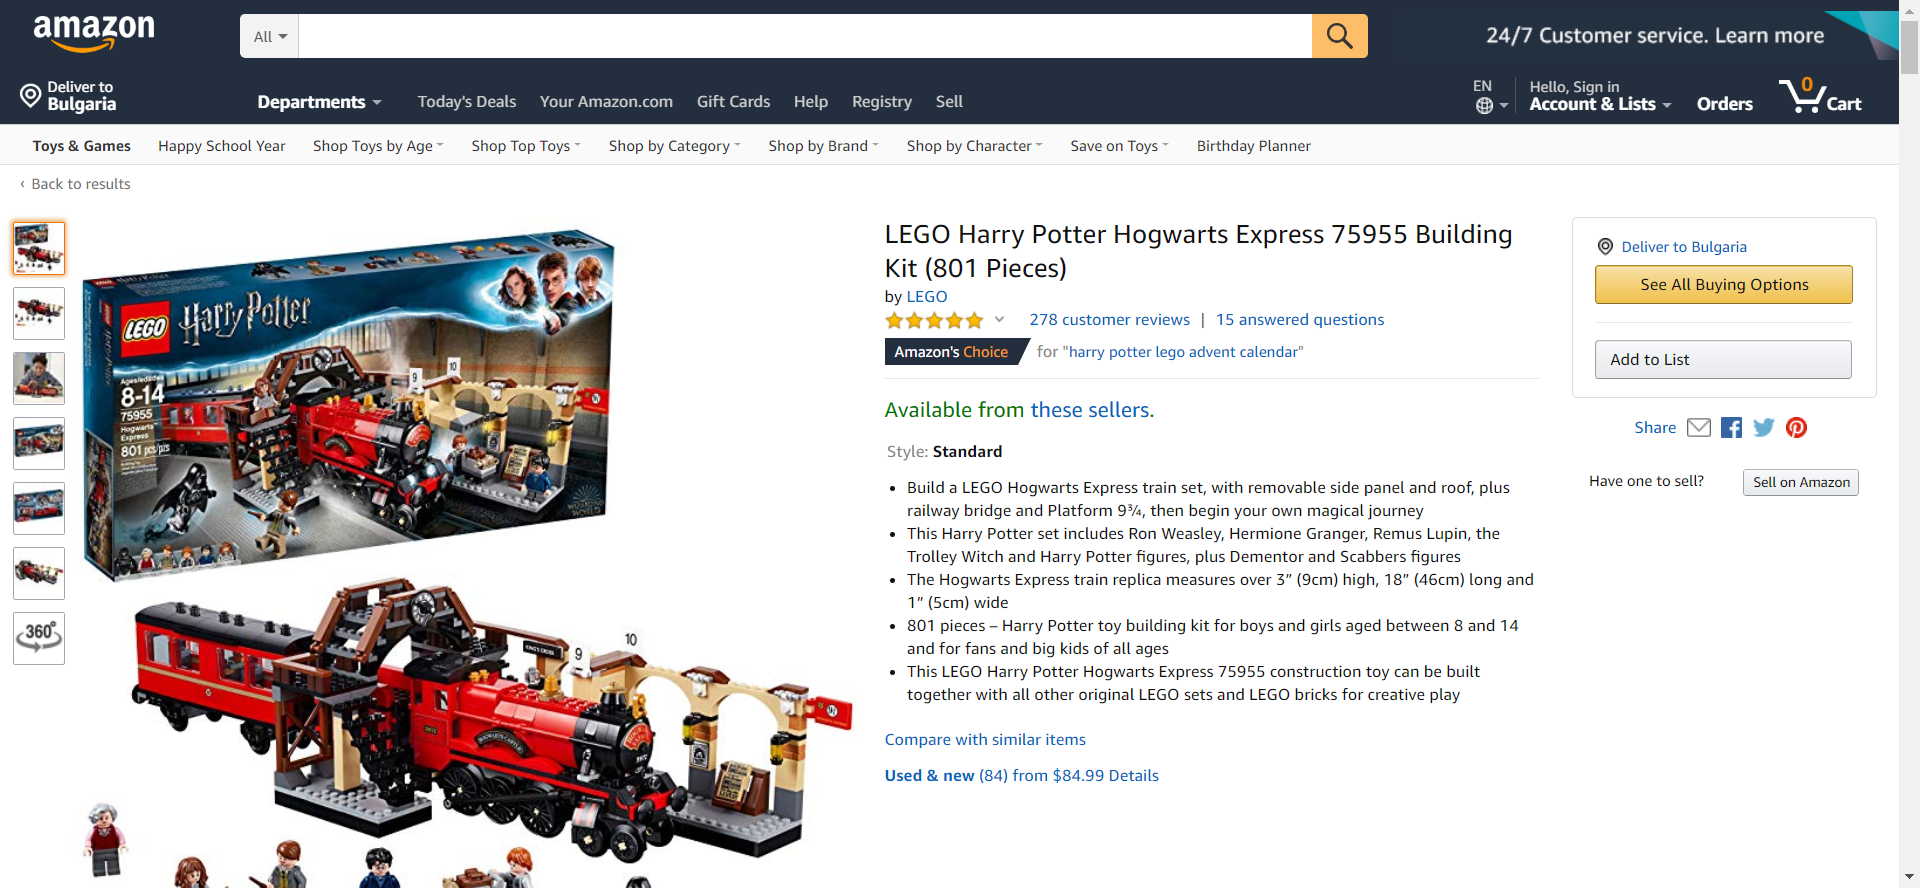 amazon
All
24/7 Customer service. Learn more
Deliver to
Bulgaria
Departments
Today's Deals
Your Amazon.com
Gift Cards
Help
Registry
Sell
EN
Hello, Sign in
Account & Lists
Orders
0
Cart
Toys & Games
Happy School Year
Shop Toys by Age
Shop Top Toys
Shop by Category
Shop by Brand
Shop by Character
Save on Toys
Birthday Planner
‹ Back to results
360°
LEGO
Harry Potter
Ages/edades
8-14
75955
Hogwarts
Express
801 pcs/pzs
9
10
WIZARDING
WORLD
KING'S CROSS
9
10
9¾
HOGWARTS CASTLE
5972
LEGO Harry Potter Hogwarts Express 75955 Building
Kit (801 Pieces)
by LEGO
278 customer reviews | 15 answered questions
Amazon's Choice for "harry potter lego advent calendar"
Available from these sellers.
Style: Standard
• Build a LEGO Hogwarts Express train set, with removable side panel and roof, plus
railway bridge and Platform 9¾, then begin your own magical journey
• This Harry Potter set includes Ron Weasley, Hermione Granger, Remus Lupin, the
Trolley Witch and Harry Potter figures, plus Dementor and Scabbers figures
• The Hogwarts Express train replica measures over 3” (9cm) high, 18” (46cm) long and
1” (5cm) wide
• 801 pieces – Harry Potter toy building kit for boys and girls aged between 8 and 14
and for fans and big kids of all ages
• This LEGO Harry Potter Hogwarts Express 75955 construction toy can be built
together with all other original LEGO sets and LEGO bricks for creative play
Compare with similar items
Used & new (84) from $84.99 Details
Deliver to Bulgaria
See All Buying Options
Add to List
Share
Have one to sell?
Sell on Amazon